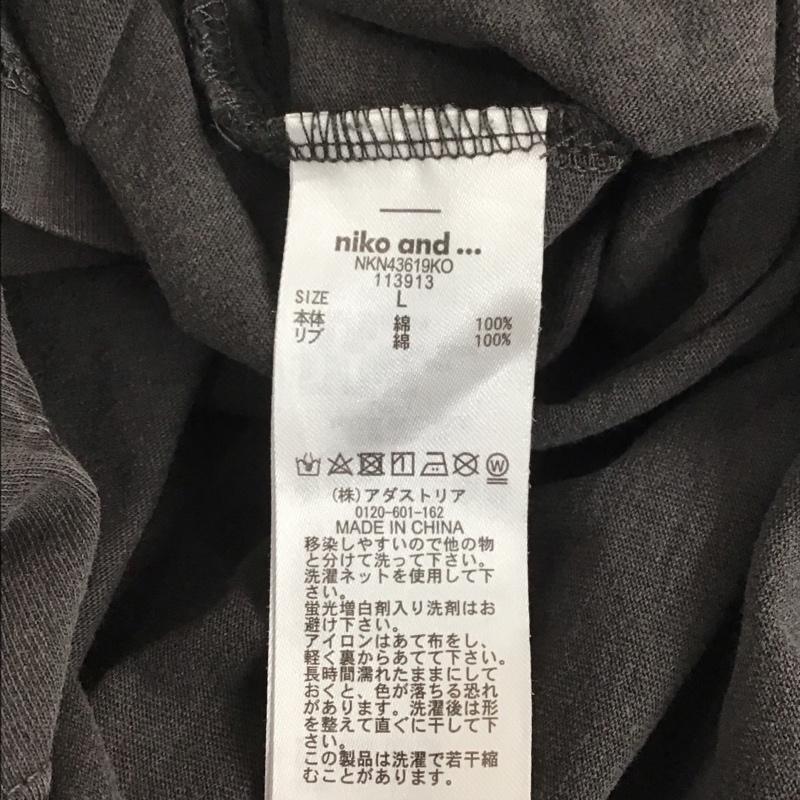 niko and ...
NKN43619KO
113913
SIZE L
本体 綿 100%
リブ 綿 100%
W
(株)アダストリア
0120-601-162
MADE IN CHINA
移染しやすいので他の物
と分けて洗って下さい。
洗濯ネットを使用して下
さい。
蛍光増白剤入り洗剤はお
避け下さい。
アイロンはあて布をし、
軽く裏からあてて下さい。
長時間濡れたままにして
おくと、色が落ちる恐れ
があります。洗濯後は形
を整えて直ぐに干して下
さい。
この製品は洗濯で若干縮
むことがあります。